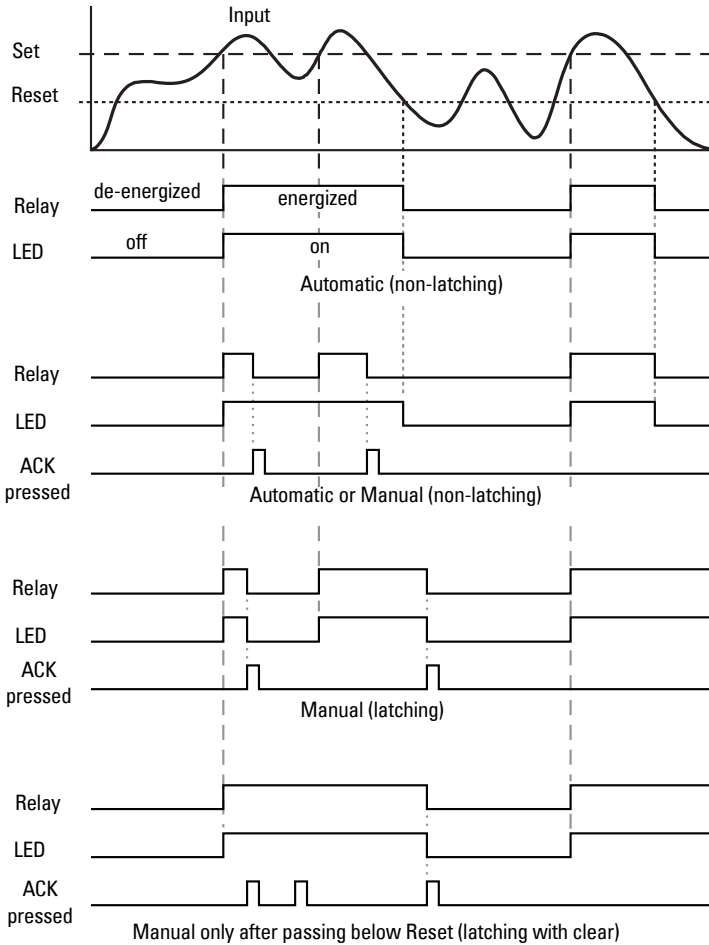 Input
Set
Reset
de-energized
energized
Relay
off
on
LED
Automatic (non-latching)
Relay
LED
ACK
pressed
Automatic or Manual (non-latching)
Relay
LED
ACK
pressed
Manual (latching)
Relay
LED
ACK
pressed
Manual only after passing below Reset (latching with clear)